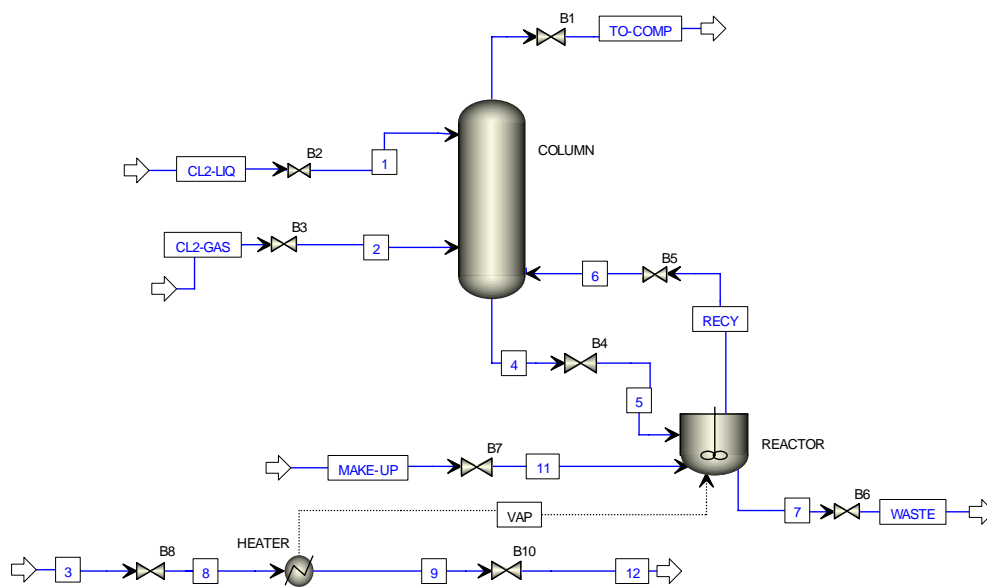 B1
TO-COMP
COLUMN
B2
CL2-LIQ
1
B3
CL2-GAS
2
B5
6
RECY
B4
4
5
REACTOR
B7
MAKE-UP
11
B6
7
WASTE
VAP
HEATER
B8
B10
3
8
9
12